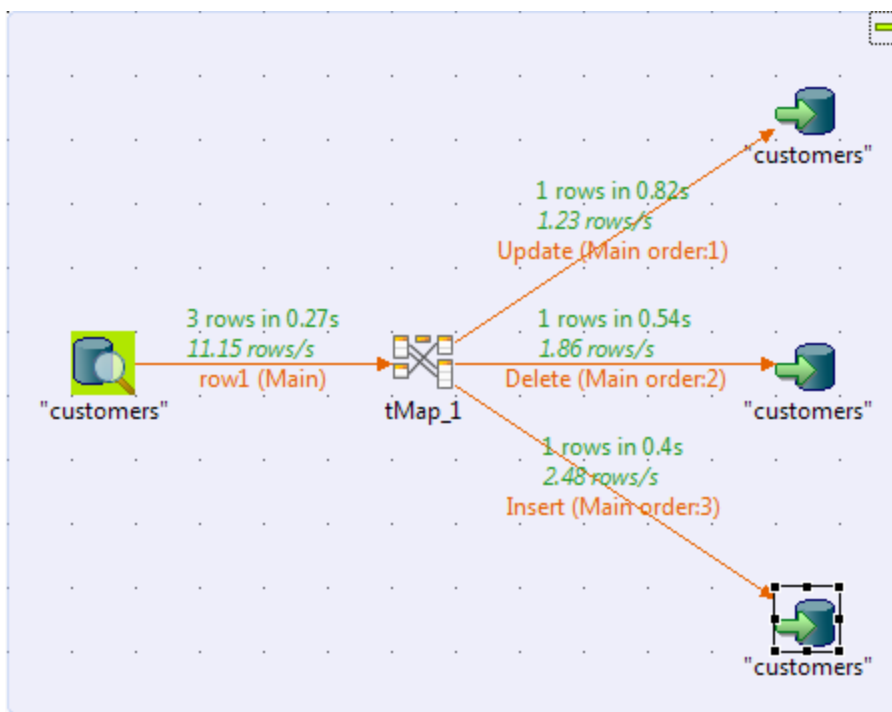 "customers"
1 rows in 0.82s
1.23 rows/s
Update (Main order:1)
3 rows in 0.27s
11.15 rows/s
row1 (Main)
"customers"
tMap_1
1 rows in 0.54s
1.86 rows/s
Delete (Main order:2)
"customers"
1 rows in 0.4s
2.48 rows/s
Insert (Main order:3)
"customers"